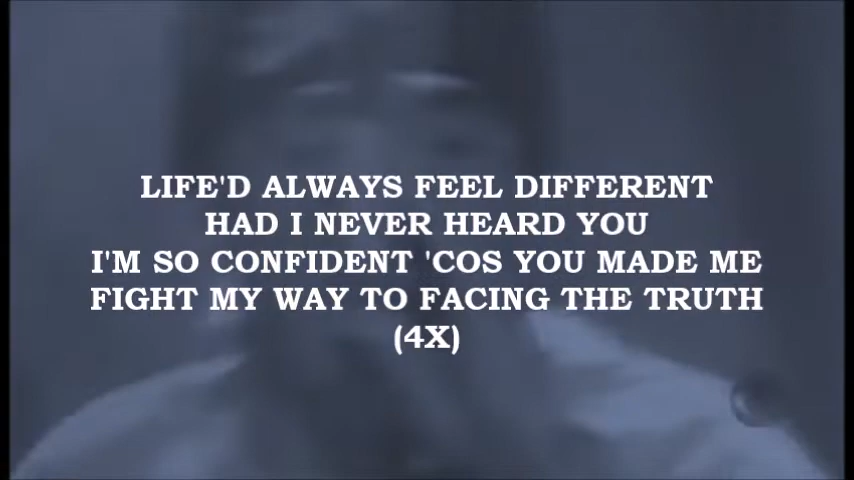 LIFE'D ALWAYS FEEL DIFFERENT
HAD I NEVER HEARD YOU
I'M SO CONFIDENT 'COS YOU MADE ME
FIGHT MY WAY TO FACING THE TRUTH
(4X)